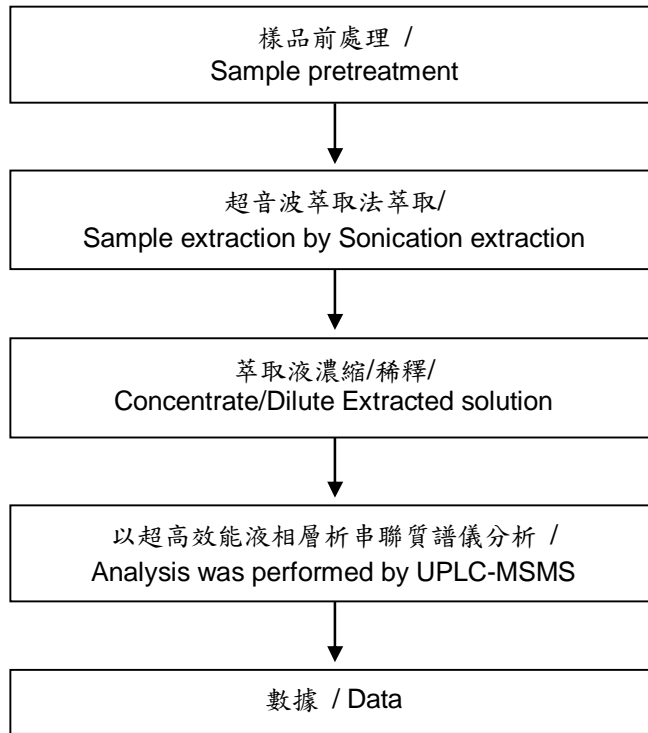 樣品前處理 /
Sample pretreatment
超音波萃取法萃取/
Sample extraction by Sonication extraction
萃取液濃縮/稀釋/
Concentrate/Dilute Extracted solution
以超高效能液相層析串聯質譜儀分析 /
Analysis was performed by UPLC-MSMS
數據 / Data